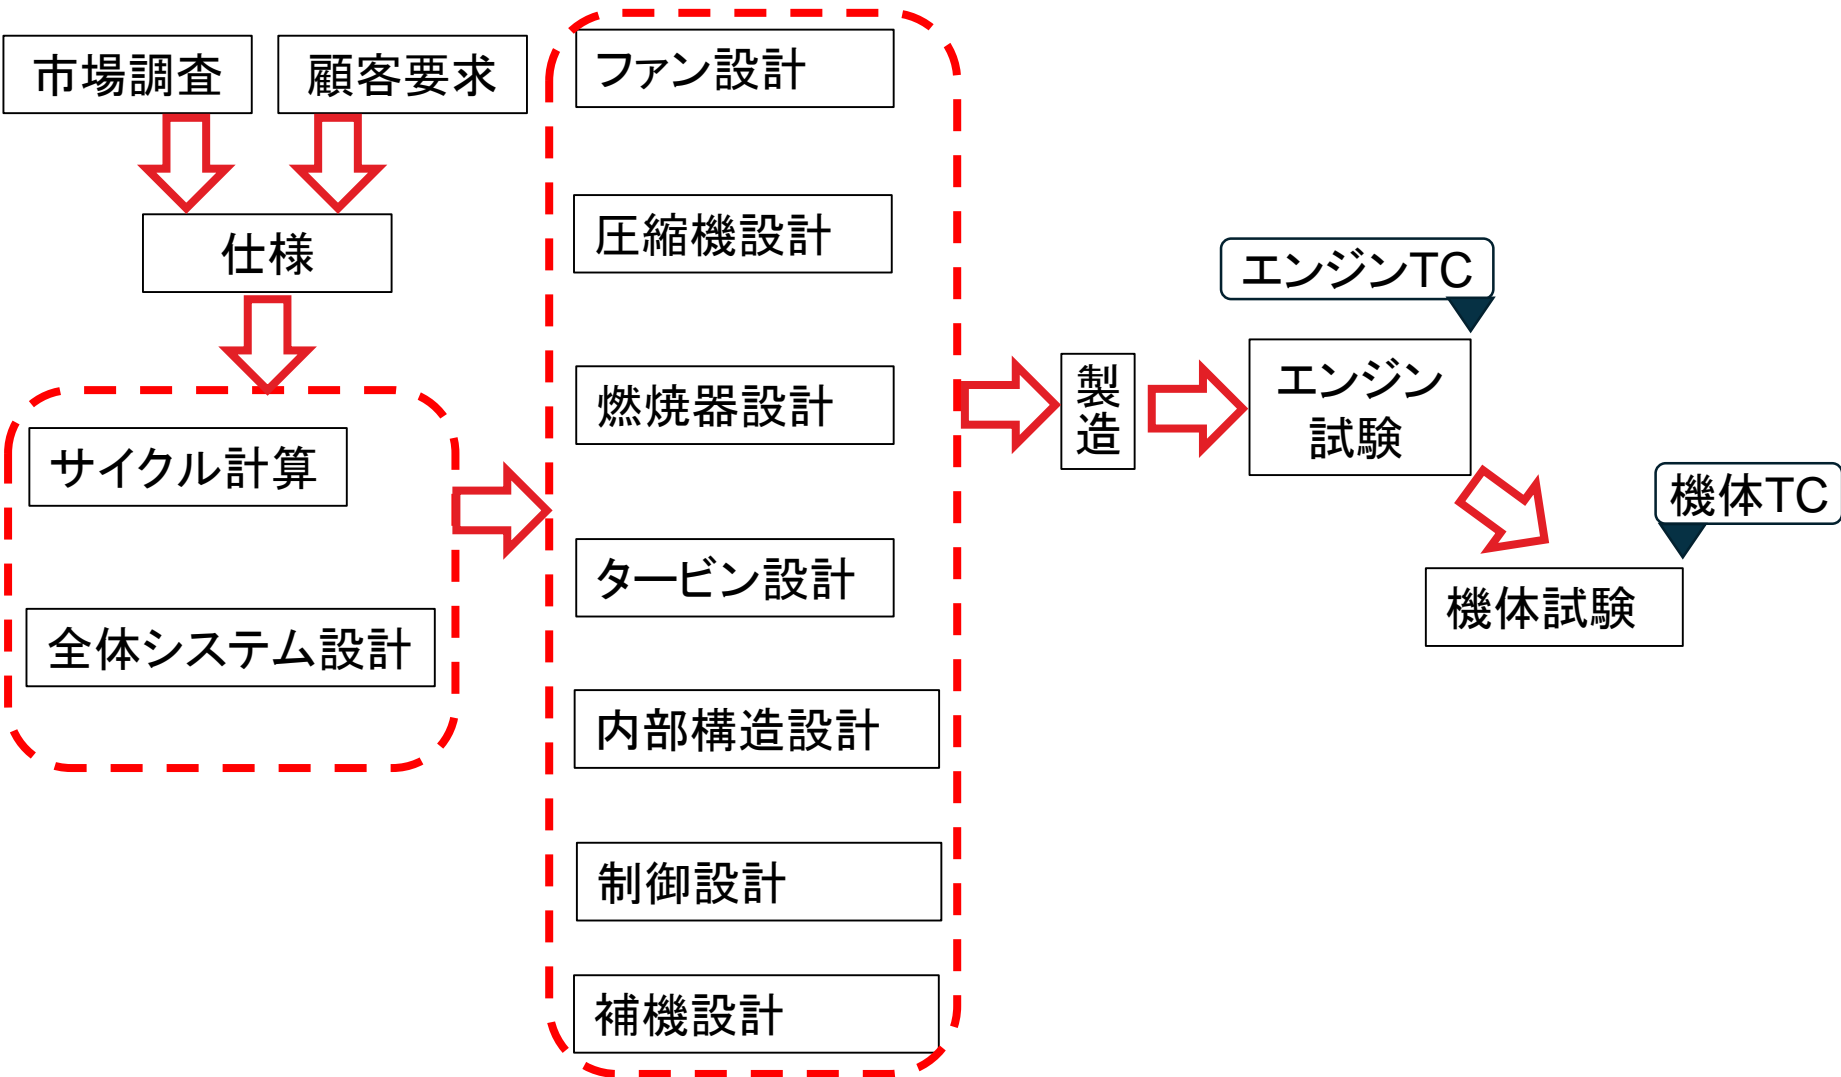 市場調査
顧客要求
仕様
サイクル計算
全体システム設計
ファン設計
圧縮機設計
燃焼器設計
タービン設計
内部構造設計
制御設計
補機設計
製造
エンジンTC
エンジン
試験
機体TC
機体試験